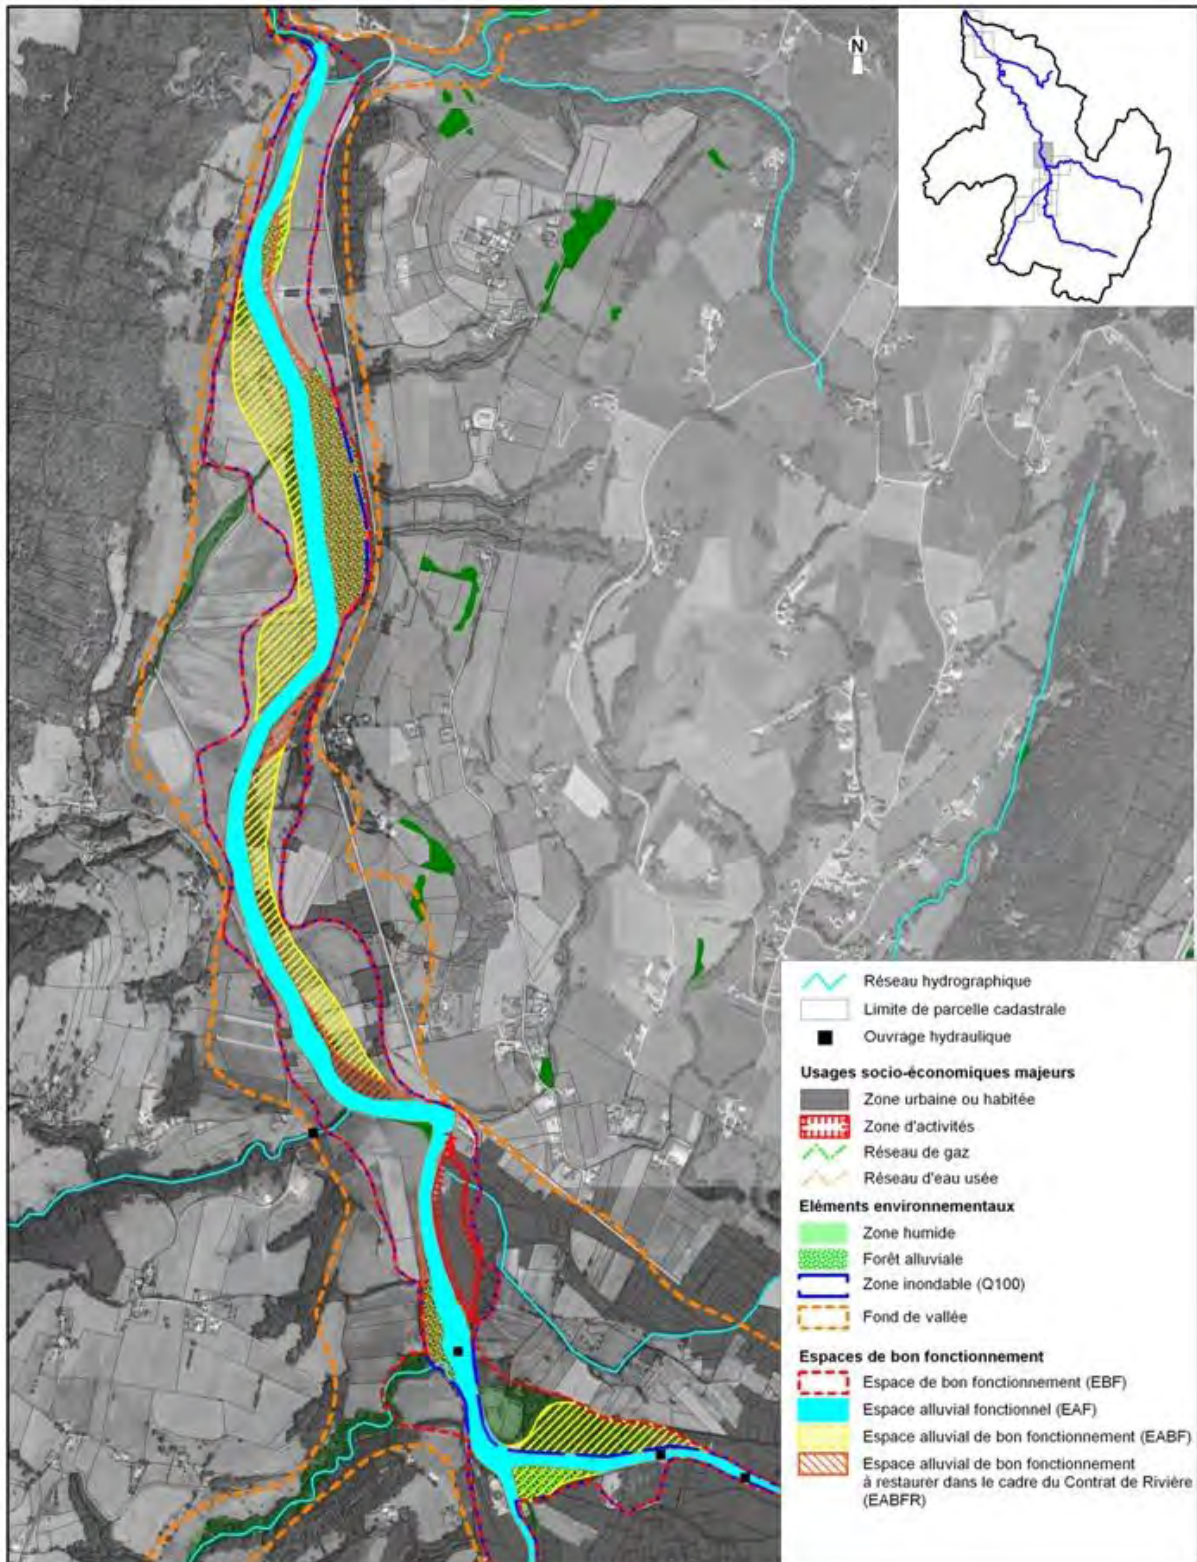 N
Réseau hydrographique
Limite de parcelle cadastrale
Ouvrage hydraulique
Usages socio-économiques majeurs
Zone urbaine ou habitée
Zone d'activités
Réseau de gaz
Réseau d'eau usée
Eléments environnementaux
Zone humide
Forêt alluviale
Zone inondable (Q100)
Fond de vallée
Espaces de bon fonctionnement
Espace de bon fonctionnement (EBF)
Espace alluvial fonctionnel (EAF)
Espace alluvial de bon fonctionnement (EABF)
Espace alluvial de bon fonctionnement
à restaurer dans le cadre du Contrat de Rivière
(EABFR)